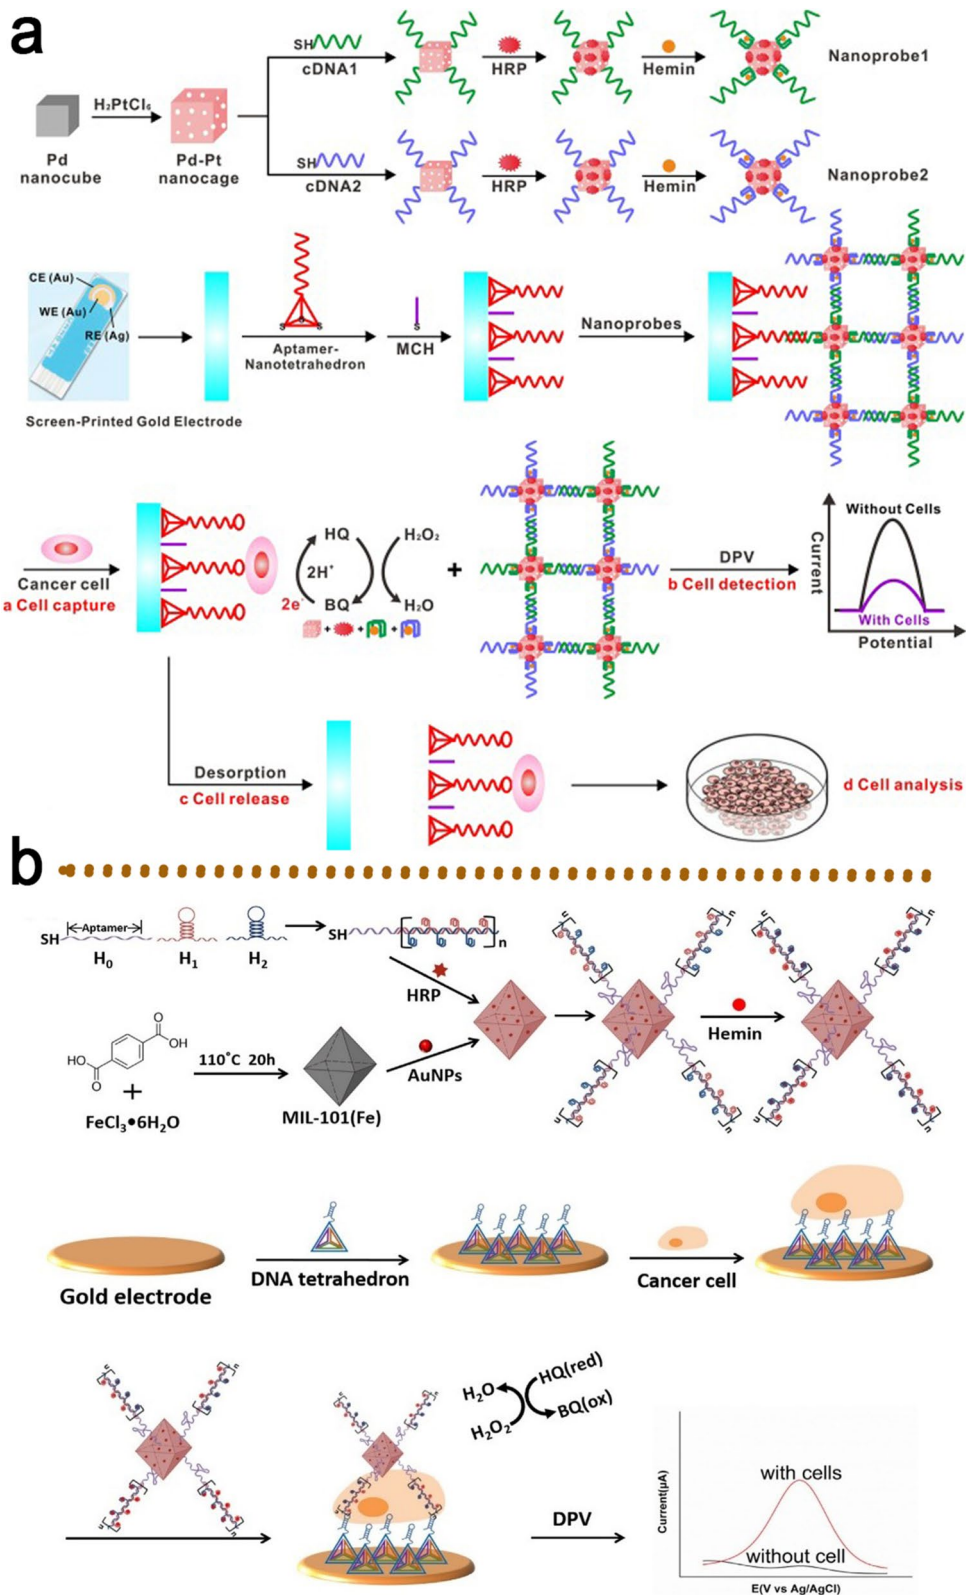 a
SH
cDNA1
HRP
Hemin
Nanoprobe1
H₂PtCl₆
Pd
nanocube
Pd-Pt
nanocage
SH
cDNA2
HRP
Hemin
Nanoprobe2
CE (Au)
WE (Au)
RE (Ag)
Screen-Printed Gold Electrode
S S S
Aptamer-
Nanotetrahedron
S
MCH
Nanoprobes
Cancer cell
a Cell capture
HQ
2H⁺
2e⁻
BQ
H₂O₂
H₂O
+ + +
+
DPV
b Cell detection
Current
Without Cells
With Cells
Potential
Desorption
c Cell release
d Cell analysis
b
SH
Aptamer
H₀
H₁
H₂
SH
n
HRP
HO
O
O
OH
+
FeCl₃•6H₂O
110°C 20h
MIL-101(Fe)
AuNPs
n n n n
Hemin
n n n n
Gold electrode
DNA tetrahedron
Cancer cell
n n n n
H₂O
H₂O₂
HQ(red)
BQ(ox)
DPV
Current(μA)
with cells
without cell
E(V vs Ag/AgCl)